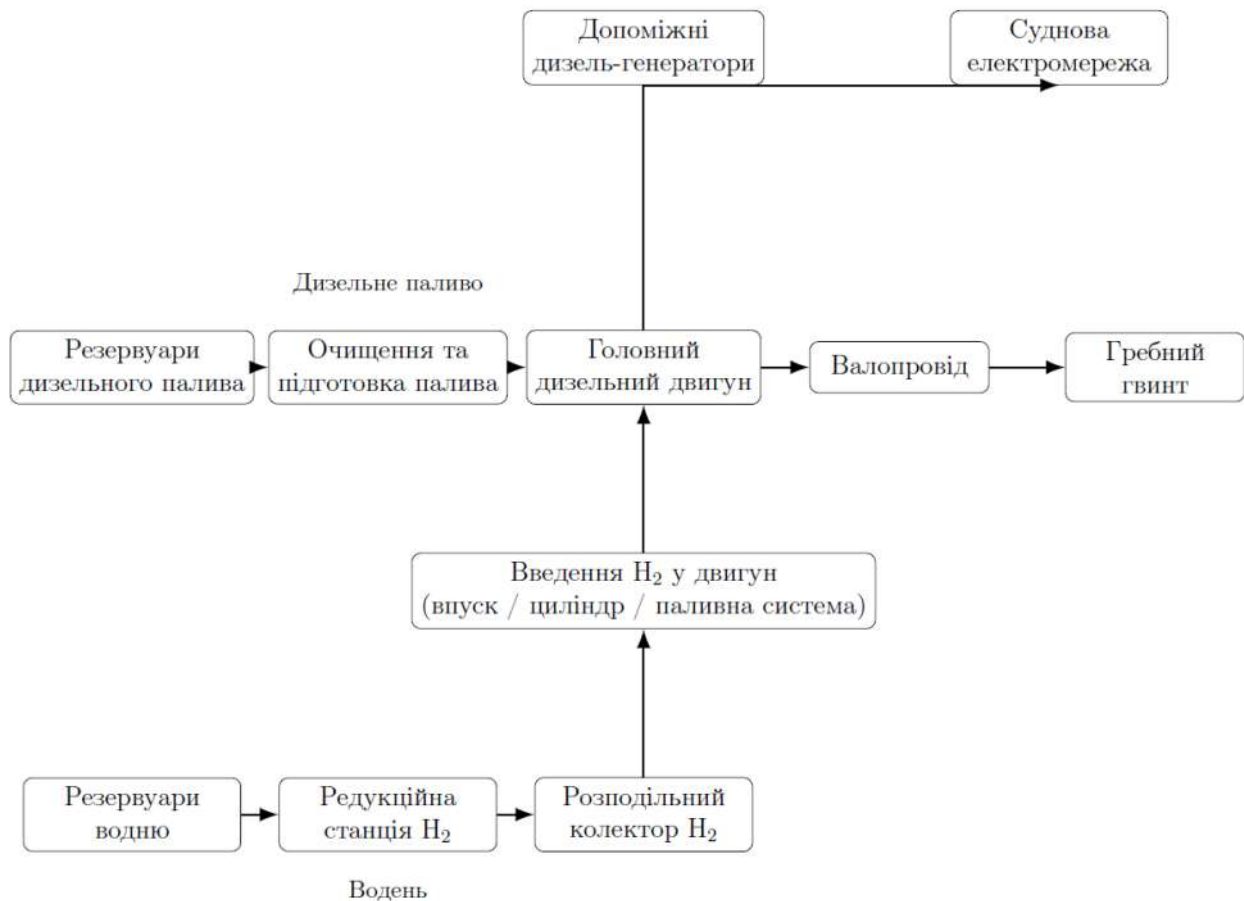 Допоміжні
дизель-генератори
Суднова
електромережа
Дизельне паливо
Резервуари
дизельного палива
Очищення та
підготовка палива
Головний
дизельний двигун
Валопровід
Гребний
гвинт
Введення H₂ у двигун
(впуск / циліндр / паливна система)
Резервуари
водню
Редукційна
станція H₂
Розподільний
колектор H₂
Водень